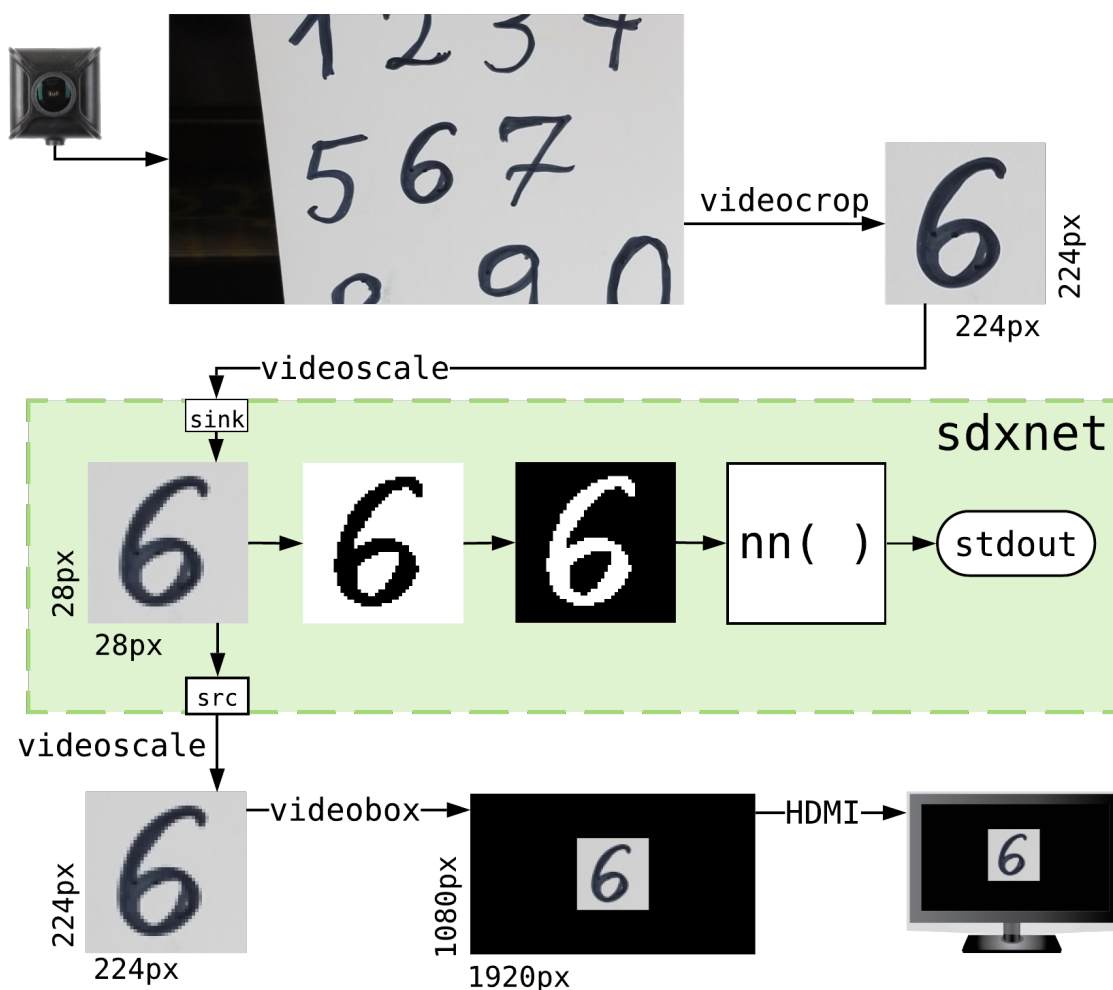 1 2 3 4
5 6 7
8 9 0
videocrop
6
224px
224px
videoscale
sink
sdxnet
6
6
6
nn( )
stdout
28px
28px
src
videoscale
6
videobox
6
HDMI
6
224px
224px
1080px
1920px